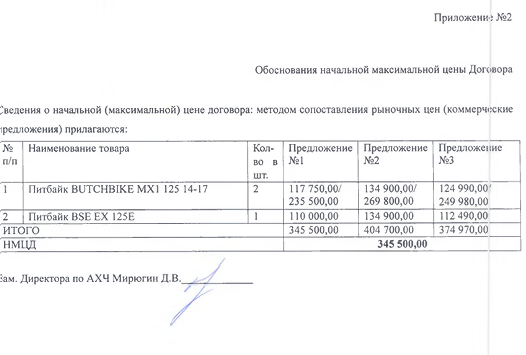 Приложение №2
Обоснования начальной максимальной цены Договора
Сведения о начальной (максимальной) цене договора: методом сопоставления рыночных цен (коммерческие
предложения) прилагаются:
№ п/п Наименование товара Кол-во в шт. Предложение №1 Предложение №2 Предложение №3
1 Питбайк BUTCHBIKE MX1 125 14-17 2 117 750,00/ 134 900,00/ 124 990,00/
235 500,00 269 800,00 249 980,00
2 Питбайк BSE EX 125E 1 110 000,00 134 900,00 112 490,00
ИТОГО 345 500,00 404 700,00 374 970,00
НМЦД 345 500,00
Зам. Директора по АХЧ Мирюгин Д.В.